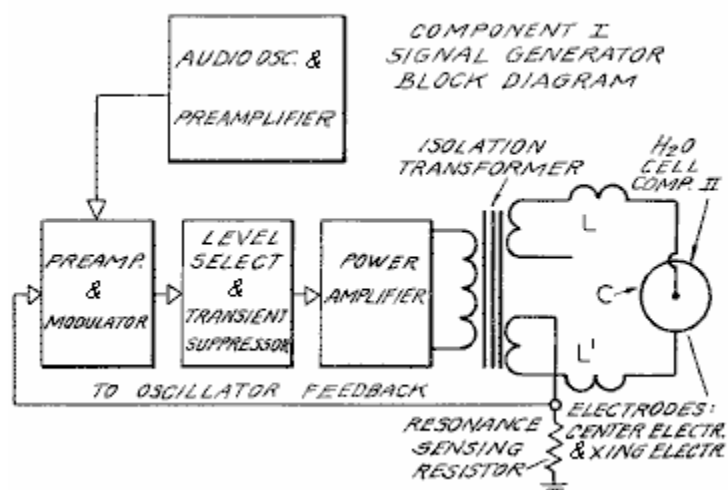 COMPONENT I
SIGNAL GENERATOR
BLOCK DIAGRAM
AUDIO OSC. &
PREAMPLIFIER
ISOLATION
TRANSFORMER
H2O
CELL
COMP. II
PREAMP.
&
MODULATOR
LEVEL
SELECT
&
TRANSIENT
SUPPRESSOR
POWER
AMPLIFIER
L
C
L'
TO OSCILLATOR FEEDBACK
RESONANCE
SENSING
RESISTOR
ELECTRODES:
CENTER ELECTR.
& XING ELECTR.